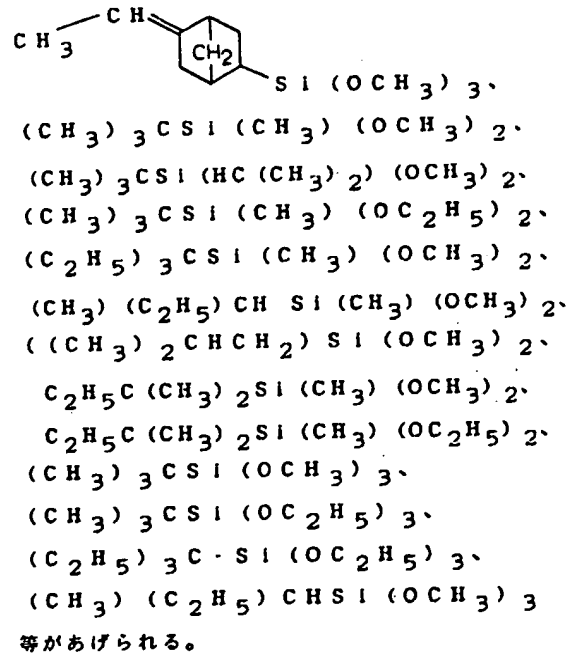 CH₃ CH CH₂ Si(OCH₃)₃、
(CH₃)₃CSi(CH₃)(OCH₃)₂、
(CH₃)₃CSi(HC(CH₃)₂)(OCH₃)₂、
(CH₃)₃CSi(CH₃)(OC₂H₅)₂、
(C₂H₅)₃CSi(CH₃)(OCH₃)₂、
(CH₃)(C₂H₅)CH Si(CH₃)(OCH₃)₂、
((CH₃)₂CHCH₂)Si(OCH₃)₂、
C₂H₅C(CH₃)₂Si(CH₃)(OCH₃)₂、
C₂H₅C(CH₃)₂Si(CH₃)(OC₂H₅)₂、
(CH₃)₃CSi(OCH₃)₃、
(CH₃)₃CSi(OC₂H₅)₃、
(C₂H₅)₃C・Si(OC₂H₅)₃、
(CH₃)(C₂H₅)CHSi(OCH₃)₃
等があげられる。